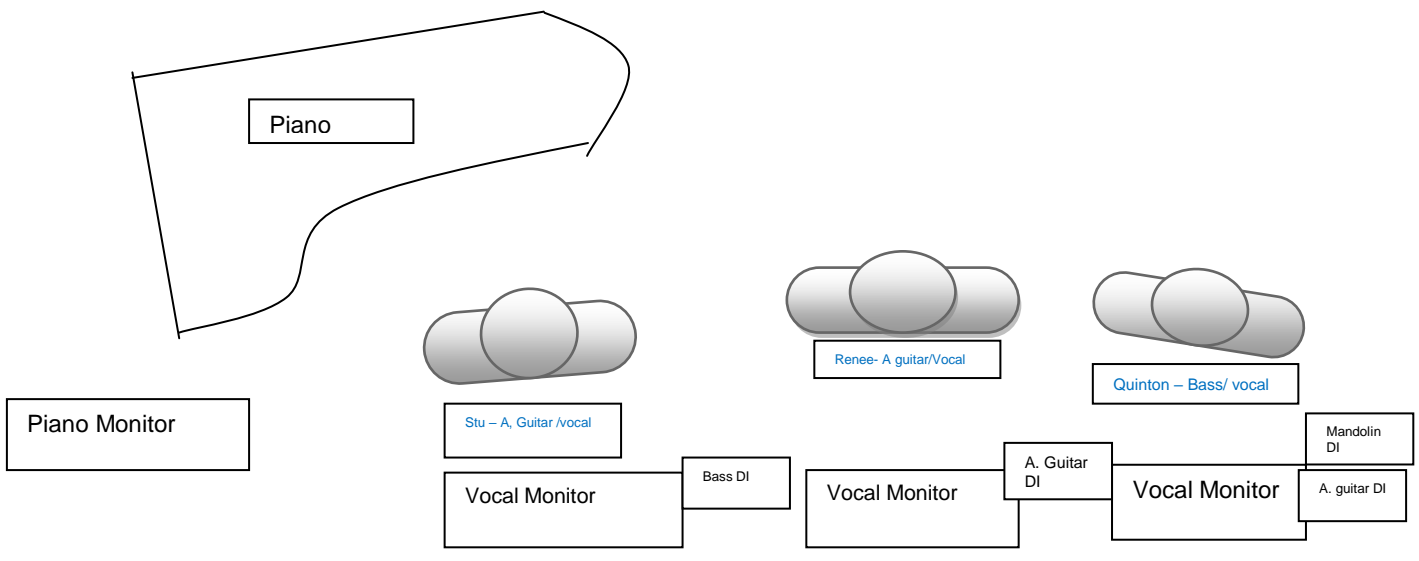 Piano
Renee- A guitar/Vocal
Quinton – Bass/ vocal
Piano Monitor
Stu – A, Guitar /vocal
Mandolin
DI
Vocal Monitor
Bass DI
Vocal Monitor
A. Guitar
DI
Vocal Monitor
A. guitar DI